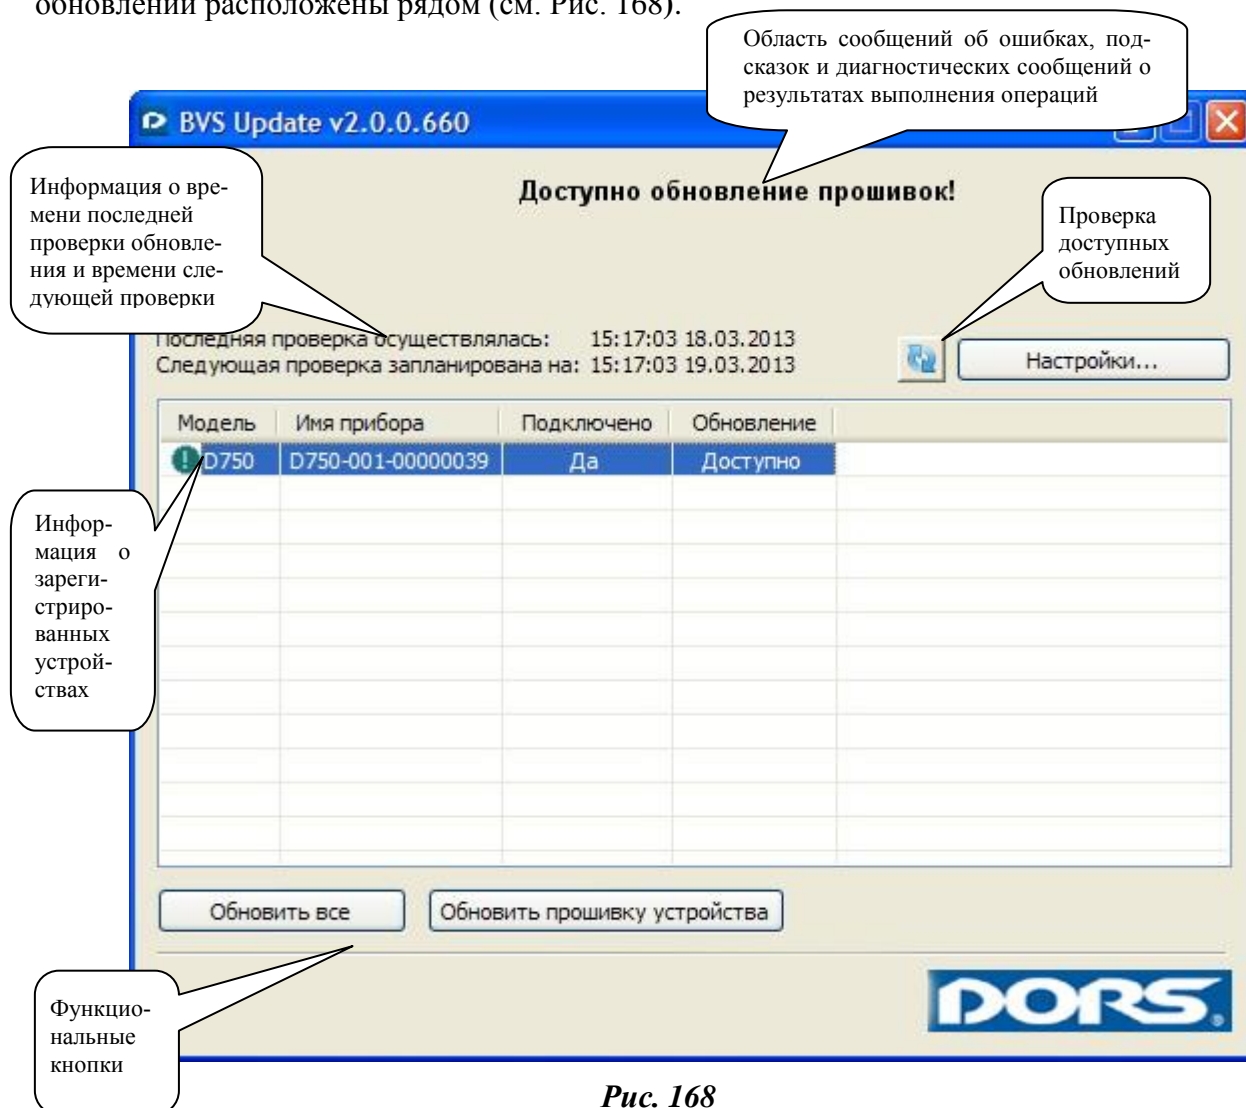 обновлений расположены рядом (см. Рис. 168).
Область сообщений об ошибках, под-
сказок и диагностических сообщений о
результатах выполнения операций
BVS Update v2.0.0.660
Информация о вре-
мени последней
проверки обновле-
ния и времени сле-
дующей проверки
Доступно обновление прошивок!
Проверка
доступных
обновлений
Последняя проверка осуществлялась: 15:17:03 18.03.2013
Следующая проверка запланирована на: 15:17:03 19.03.2013
Настройки...
Модель Имя прибора Подключено Обновление
D750 D750-001-00000039 Да Доступно
Инфор-
мация о
зареги-
стриро-
ванных
устрой-
ствах
Обновить все Обновить прошивку устройства
Функцио-
нальные
кнопки
DORS
Рис. 168